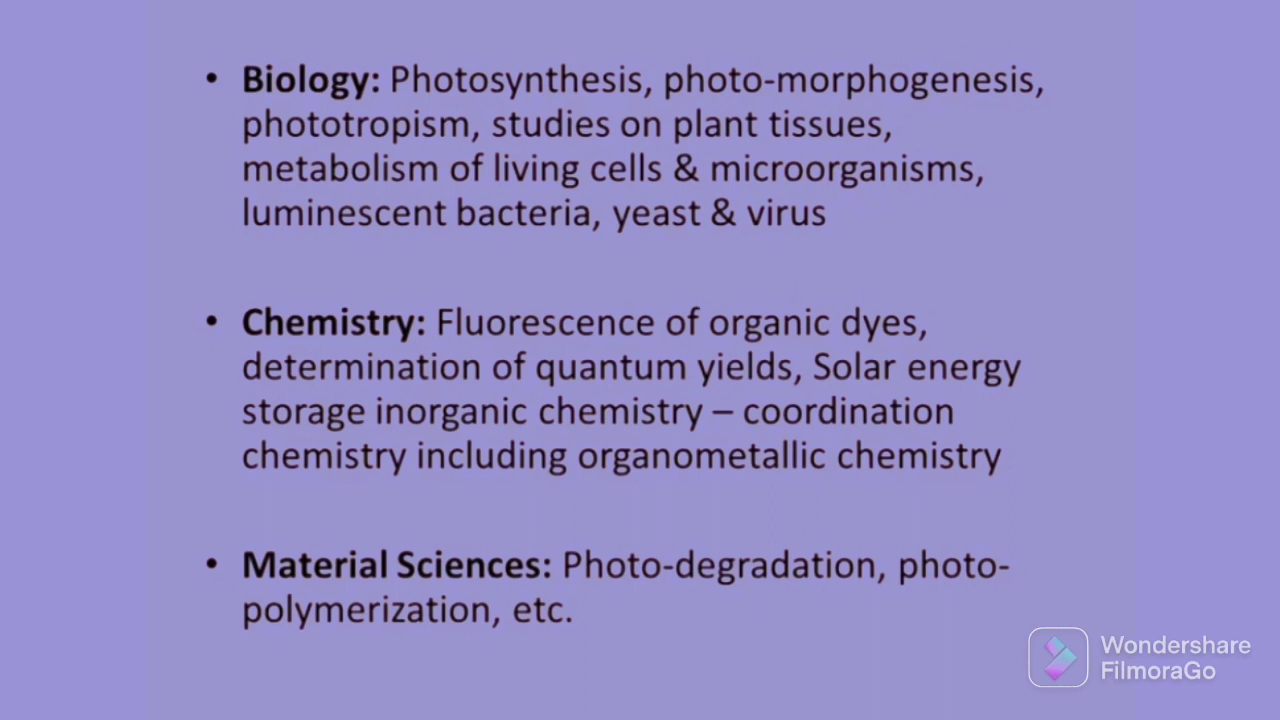 • Biology: Photosynthesis, photo-morphogenesis,
phototropism, studies on plant tissues,
metabolism of living cells & microorganisms,
luminescent bacteria, yeast & virus
• Chemistry: Fluorescence of organic dyes,
determination of quantum yields, Solar energy
storage inorganic chemistry – coordination
chemistry including organometallic chemistry
• Material Sciences: Photo-degradation, photo-
polymerization, etc.
Wondershare
FilmoraGo